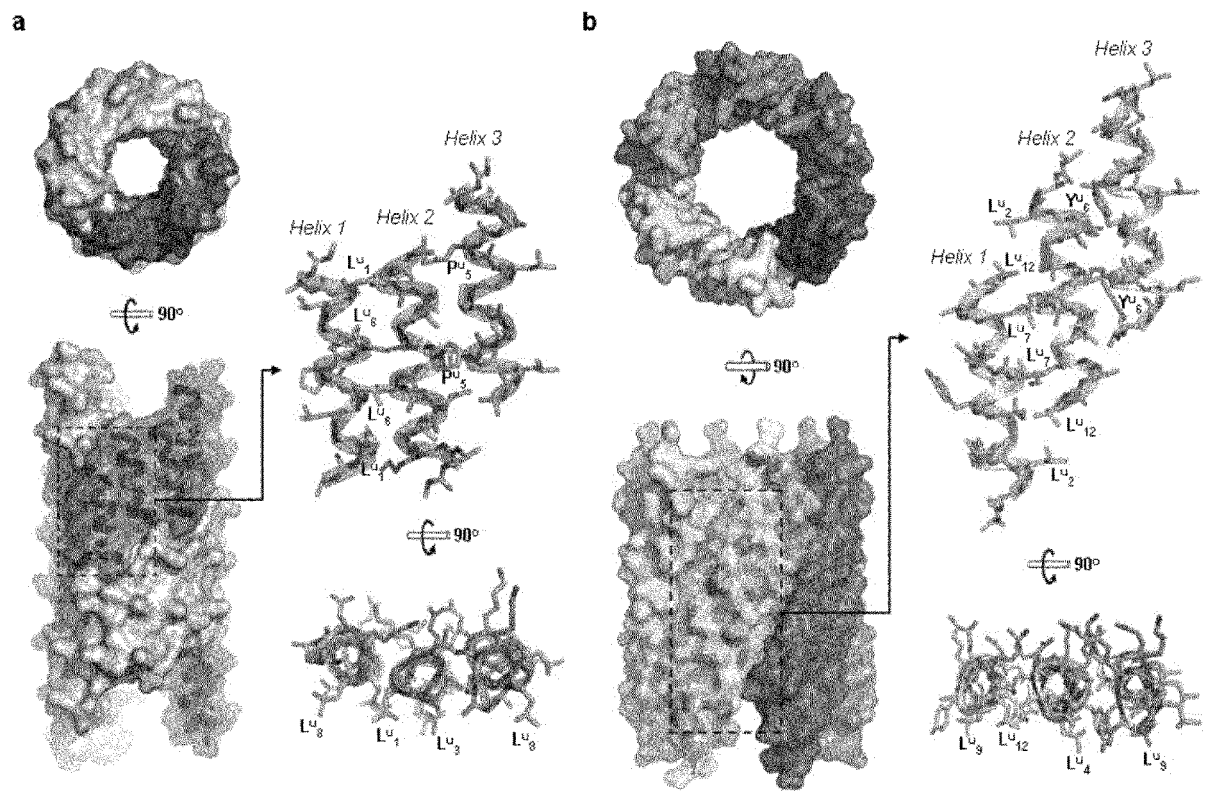 a
Helix 3
Helix 2
Helix 1
Lᵘ₁
Pᵘ₅
90°
Lᵘ₈
Pᵘ₅
Lᵘ₈
Lᵘ₁
90°
Lᵘ₈
Lᵘ₁
Lᵘ₃
Lᵘ₈
b
Helix 3
Helix 2
Lᵘ₂
Yᵘ₆
Helix 1
Lᵘ₁₂
Yᵘ₆
Lᵘ₇
Lᵘ₇
90°
Lᵘ₁₂
Lᵘ₂
90°
Lᵘ₉
Lᵘ₁₂
Lᵘ₄
Lᵘ₉